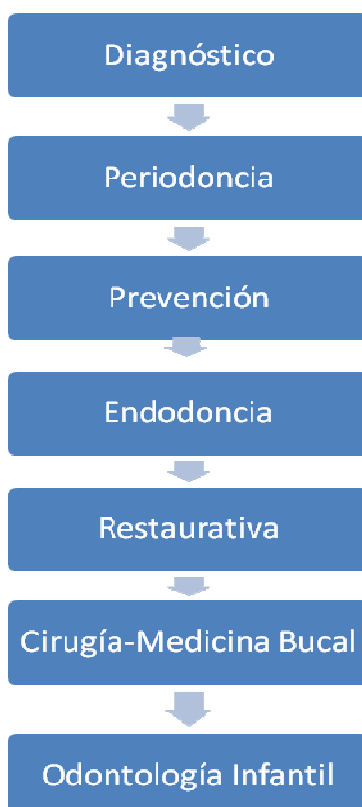 Diagnóstico
Periodoncia
Prevención
Endodoncia
Restaurativa
Cirugía-Medicina Bucal
Odontología Infantil